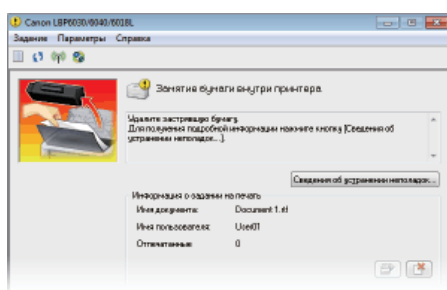 Canon LBP6030/6040/6018L
Задание Параметры Справка
Замятие бумаги внутри принтера.
Удалите застрявшую бумагу.
Для получения подробной информации нажмите кнопку [Сведения об
устранении неполадок...].
Сведения об устранении неполадок...
Информация о задании на печать
Имя документа: Document 1.rtf
Имя пользователя: User01
Отпечатанные: 0